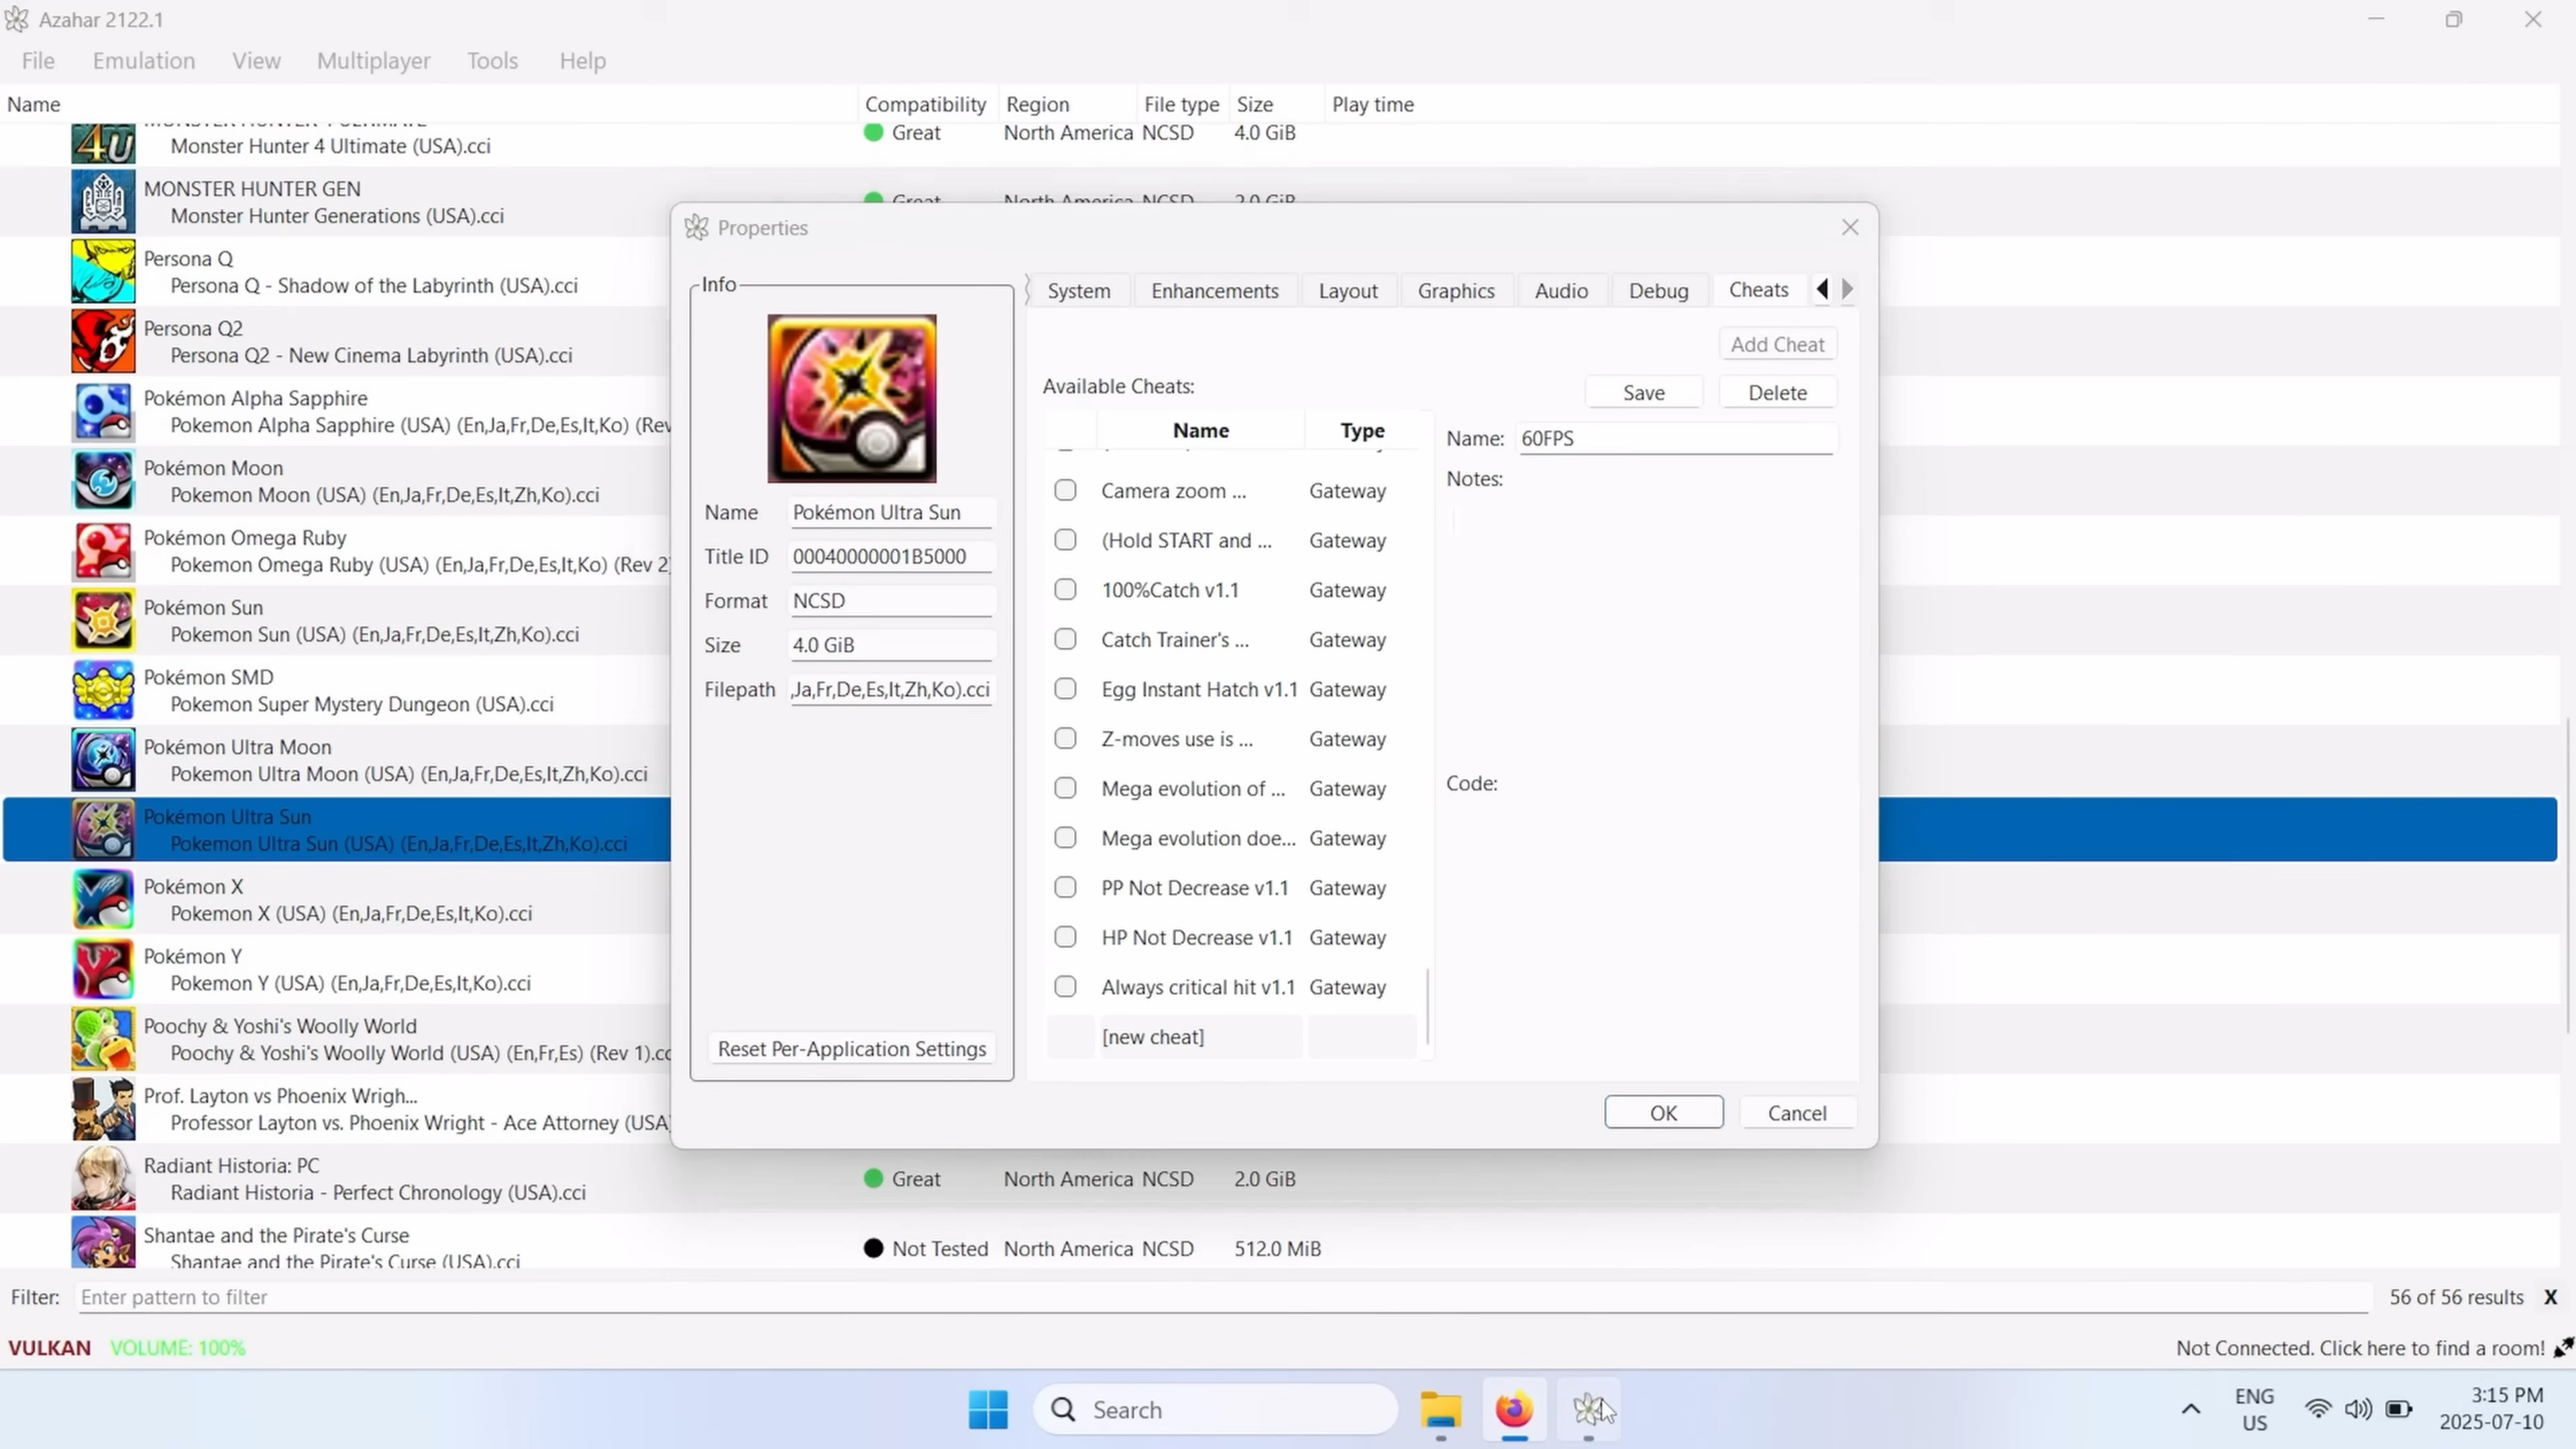 Azahar 2122.1
File Emulation View Multiplayer Tools Help
Name Compatibility Region File type Size Play time
Great North America NCSD 4.0 GiB
Monster Hunter 4 Ultimate (USA).cci
MONSTER HUNTER GEN
Monster Hunter Generations (USA).cci
Great North America NCSD 2.0 GiB
Persona Q
Persona Q - Shadow of the Labyrinth (USA).cci
Persona Q2
Persona Q2 - New Cinema Labyrinth (USA).cci
Pokémon Alpha Sapphire
Pokemon Alpha Sapphire (USA) (En,Ja,Fr,De,Es,It,Ko) (Rev
Pokémon Moon
Pokemon Moon (USA) (En,Ja,Fr,De,Es,It,Zh,Ko).cci
Pokémon Omega Ruby
Pokemon Omega Ruby (USA) (En,Ja,Fr,De,Es,It,Ko) (Rev 2
Pokémon Sun
Pokemon Sun (USA) (En,Ja,Fr,De,Es,It,Zh,Ko).cci
Pokémon SMD
Pokemon Super Mystery Dungeon (USA).cci
Pokémon Ultra Moon
Pokemon Ultra Moon (USA) (En,Ja,Fr,De,Es,It,Zh,Ko).cci
Pokémon Ultra Sun
Pokemon Ultra Sun (USA) (En,Ja,Fr,De,Es,It,Zh,Ko).cci
Pokémon X
Pokemon X (USA) (En,Ja,Fr,De,Es,It,Ko).cci
Pokémon Y
Pokemon Y (USA) (En,Ja,Fr,De,Es,It,Ko).cci
Poochy & Yoshi's Woolly World
Poochy & Yoshi's Woolly World (USA) (En,Fr,Es) (Rev 1).cc
Prof. Layton vs Phoenix Wrigh...
Professor Layton vs. Phoenix Wright - Ace Attorney (USA
Radiant Historia: PC
Radiant Historia - Perfect Chronology (USA).cci
Great North America NCSD 2.0 GiB
Shantae and the Pirate's Curse
Shantae and the Pirate's Curse (USA).cci
Not Tested North America NCSD 512.0 MiB
Properties
Info
Name Pokémon Ultra Sun
Title ID 00040000001B5000
Format NCSD
Size 4.0 GiB
Filepath ,Ja,Fr,De,Es,It,Zh,Ko).cci
Reset Per-Application Settings
System Enhancements Layout Graphics Audio Debug Cheats
Add Cheat
Available Cheats:
Save Delete
Name Type
Camera zoom ... Gateway
(Hold START and ... Gateway
100%Catch v1.1 Gateway
Catch Trainer's ... Gateway
Egg Instant Hatch v1.1 Gateway
Z-moves use is ... Gateway
Mega evolution of ... Gateway
Mega evolution doe... Gateway
PP Not Decrease v1.1 Gateway
HP Not Decrease v1.1 Gateway
Always critical hit v1.1 Gateway
[new cheat]
Name: 60FPS
Notes:
Code:
OK Cancel
Filter: Enter pattern to filter 56 of 56 results X
VULKAN VOLUME: 100% Not Connected. Click here to find a room!
Search
ENG
US
3:15 PM
2025-07-10